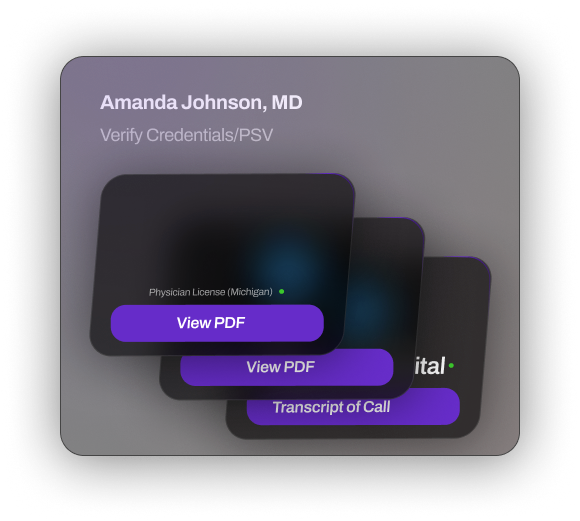 Amanda Johnson, MD
Verify Credentials/PSV
Physician License (Michigan)
View PDF
View PDF
ital
Transcript of Call